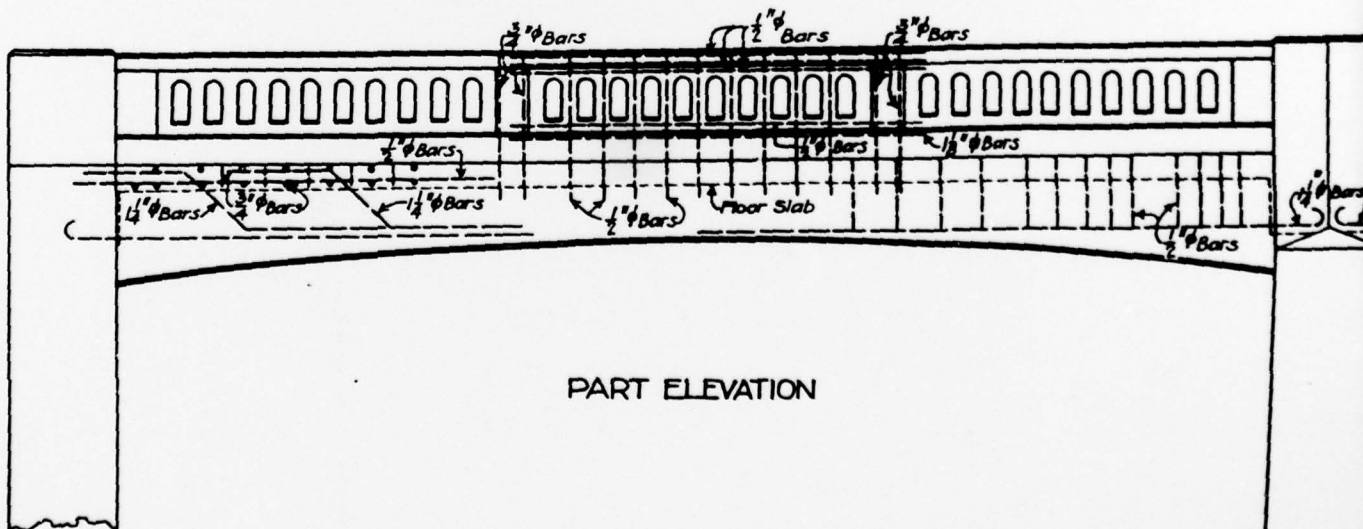 3/4"ϕ Bars
1/2"ϕ Bars
3/4"ϕ Bars
1/2"ϕ Bars
1/2"ϕ Bars
1 1/2"ϕ Bars
1 1/4"ϕ Bars
3/4"ϕ Bars
1 1/4"ϕ Bars
1/2"ϕ Bars
Floor Slab
1/2"ϕ Bars
ϕ Bars
PART ELEVATION